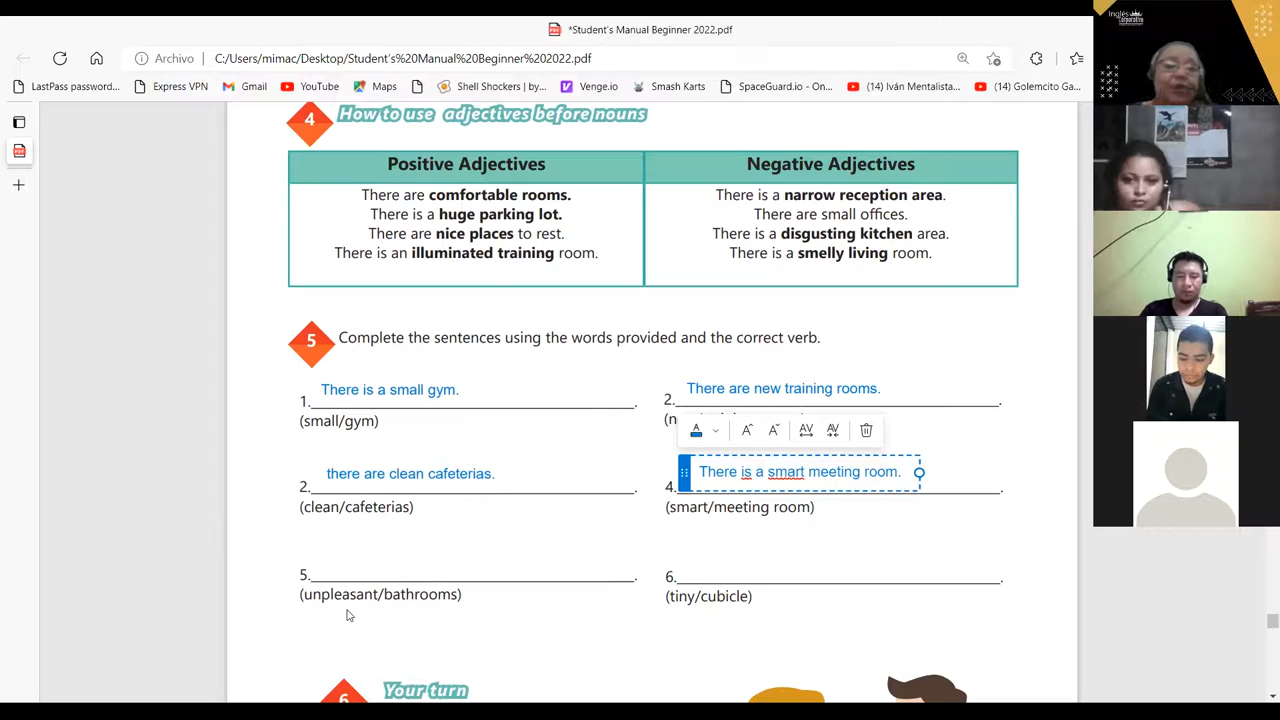 *Student's Manual Beginner 2022.pdf
Archivo
C:/Users/mimac/Desktop/Student's%20Manual%20Beginner%202022.pdf
LastPass password...
Express VPN
Gmail
YouTube
Maps
Shell Shockers | by...
Venge.io
Smash Karts
SpaceGuard.io - On...
(14) Iván Mentalista...
(14) Golemcito Ga...
Inglés
Corporativo
4
How to use adjectives before nouns
Positive Adjectives
There are comfortable rooms.
There is a huge parking lot.
There are nice places to rest.
There is an illuminated training room.
Negative Adjectives
There is a narrow reception area.
There are small offices.
There is a disgusting kitchen area.
There is a smelly living room.
5
Complete the sentences using the words provided and the correct verb.
There is a small gym.
1.
(small/gym)
There are new training rooms.
2.
there are clean cafeterias.
2.
(clean/cafeterias)
There is a smart meeting room.
4.
(smart/meeting room)
5.
(unpleasant/bathrooms)
6.
(tiny/cubicle)
6
Your turn